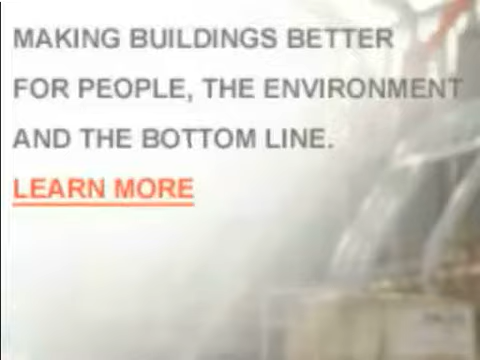 MAKING BUILDINGS BETTER
FOR PEOPLE, THE ENVIRONMENT
AND THE BOTTOM LINE.
LEARN MORE